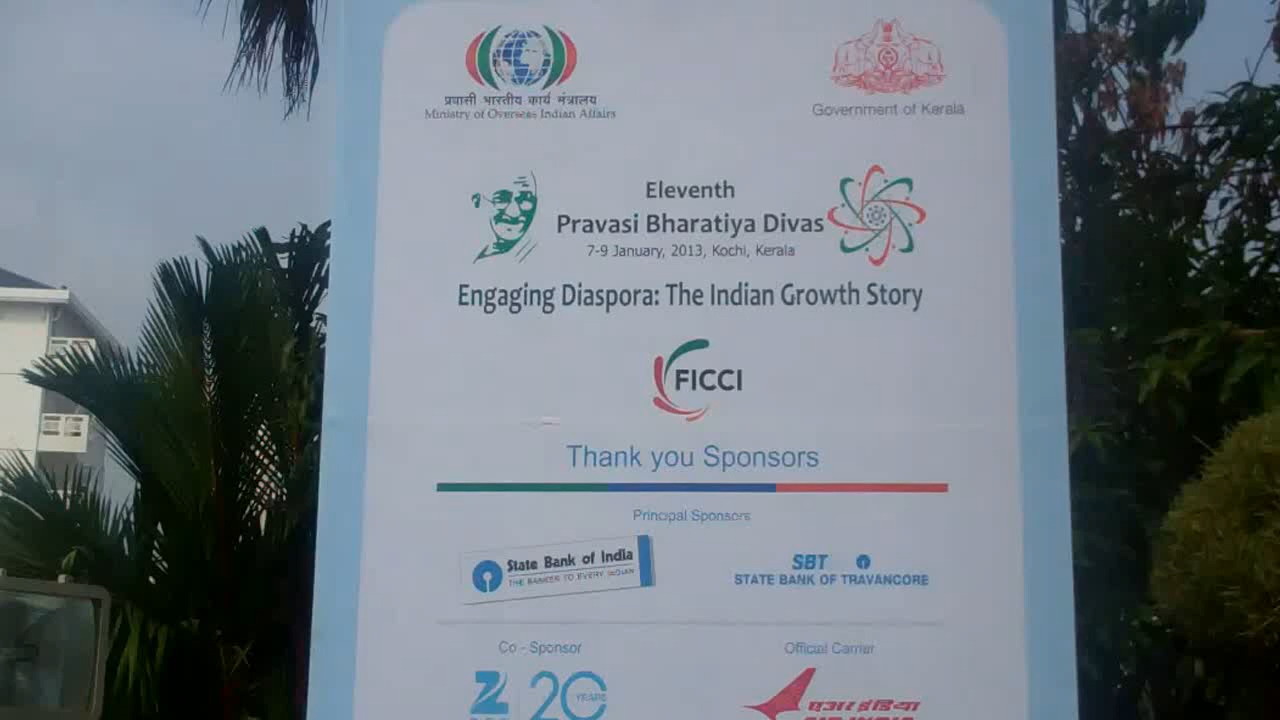 प्रवासी भारतीय कार्य मंत्रालय
Ministry of Overseas Indian Affairs
Government of Kerala
Eleventh
Pravasi Bharatiya Divas
7-9 January, 2013, Kochi, Kerala
Engaging Diaspora: The Indian Growth Story
FICCI
Thank you Sponsors
Principal Sponsors
State Bank of India
THE BANKER TO EVERY INDIAN
SBT
STATE BANK OF TRAVANCORE
Co - Sponsor
Official Carrier
Z 20 YEARS
एअर इंडिया
AIR INDIA